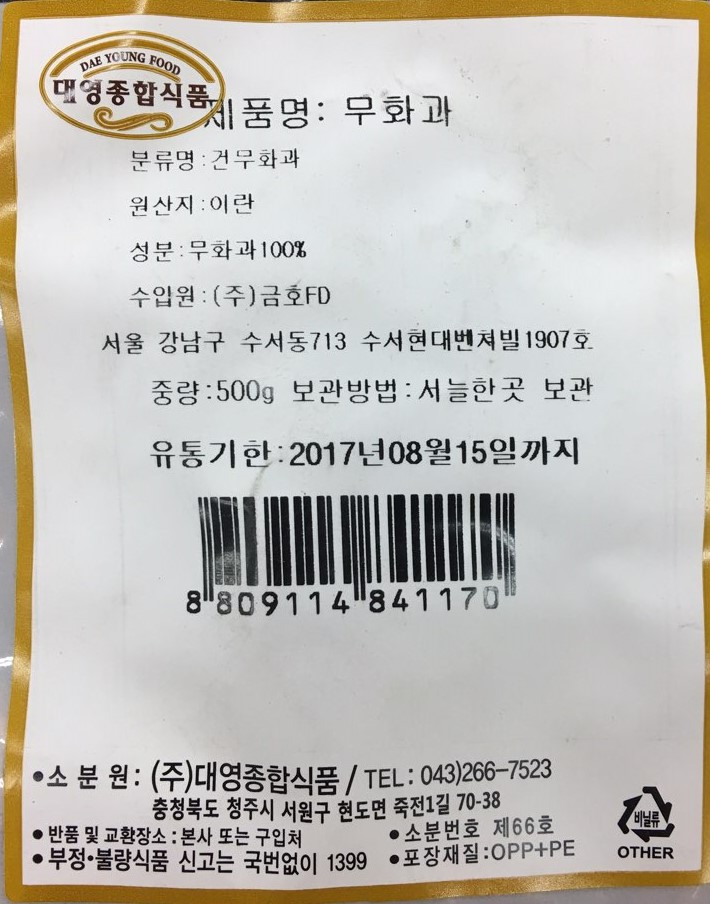 DAE YOUNG FOOD
대영종합식품
제품명: 무화과
분류명:건무화과
원산지:이란
성분:무화과100%
수입원:(주)금호FD
서울 강남구 수서동713 수서현대벤쳐빌1907호
중량:500g 보관방법:서늘한곳 보관
유통기한:2017년08월15일까지
8 809114 841170
•소 분 원: (주)대영종합식품 / TEL: 043)266-7523
충청북도 청주시 서원구 현도면 죽전1길 70-38
•반품 및 교환장소:본사 또는 구입처 •소분번호 제66호
•부정•불량식품 신고는 국번없이 1399 •포장재질:OPP+PE
비닐류
OTHER